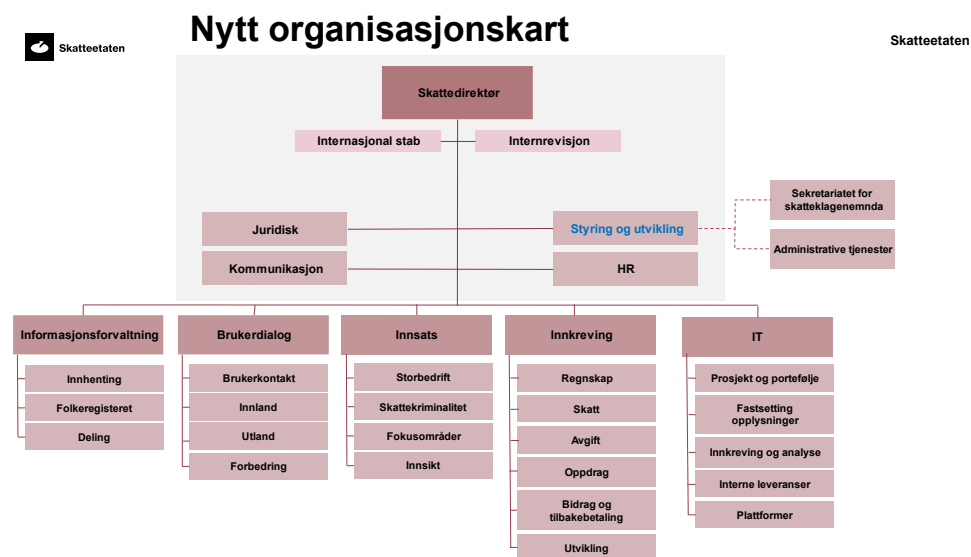 Nytt organisasjonskart
Skatteetaten
Skatteetaten
Skattedirektør
Internasjonal stab
Internrevisjon
Juridisk
Styring og utvikling
Kommunikasjon
HR
Sekretariatet for
skatteklagenemnda
Administrative tjenester
Informasjonsforvaltning
Innhenting
Folkeregisteret
Deling
Brukerdialog
Brukerkontakt
Innland
Utland
Forbedring
Innsats
Storbedrift
Skattekriminalitet
Fokusområder
Innsikt
Innkreving
Regnskap
Skatt
Avgift
Oppdrag
Bidrag og
tilbakebetaling
Utvikling
IT
Prosjekt og portefølje
Fastsetting
opplysninger
Innkreving og analyse
Interne leveranser
Plattformer